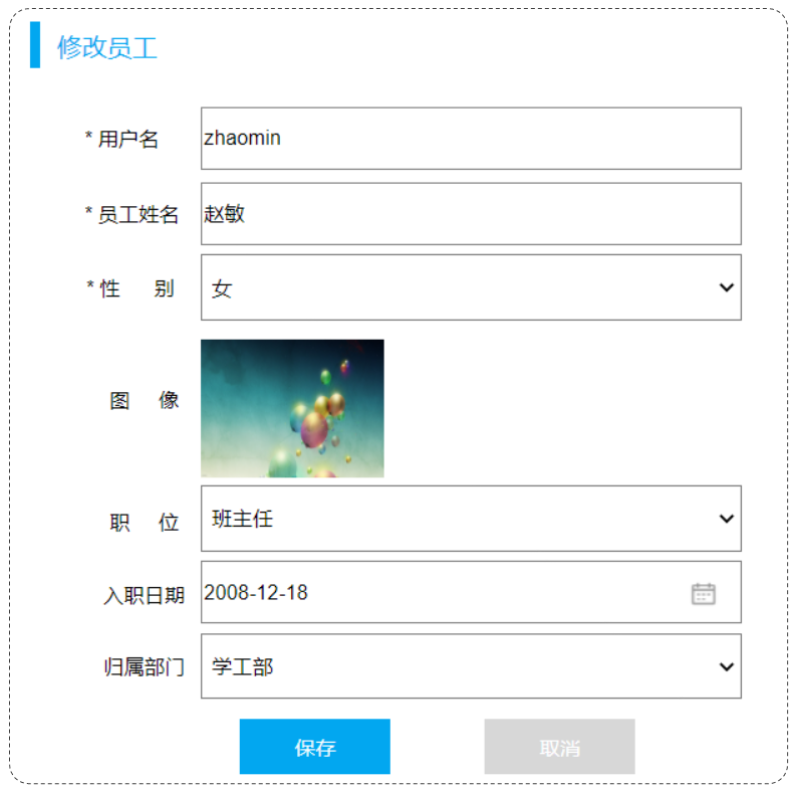 修改员工
* 用户名 zhaomin
* 员工姓名 赵敏
* 性 别 女
图 像
职 位 班主任
入职日期 2008-12-18
归属部门 学工部
保存 取消